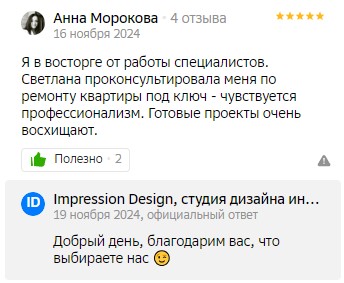 Анна Морокова · 4 отзыва
16 ноября 2024
Я в восторге от работы специалистов.
Светлана проконсультировала меня по
ремонту квартиры под ключ - чувствуется
профессионализм. Готовые проекты очень
восхищают.
Полезно · 2
ID Impression Design, студия дизайна ин...
19 ноября 2024, официальный ответ
Добрый день, благодарим вас, что
выбираете нас 😉